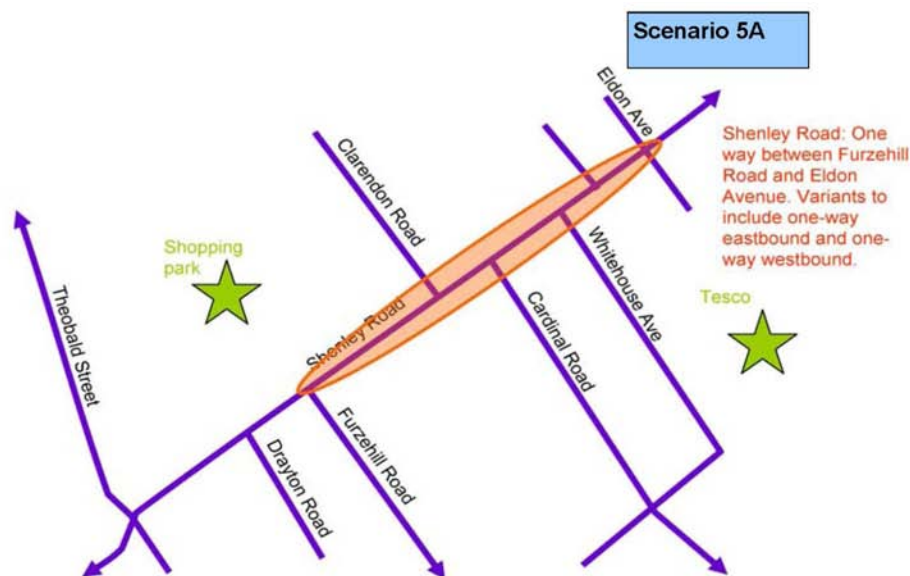 Scenario 5A
Eldon Ave
Shenley Road: One
way between Furzehill
Road and Eldon
Avenue. Variants to
include one-way
eastbound and one-
way westbound.
Clarendon Road
Shopping
park
Theobald Street
Shenley Road
Whitehouse Ave
Tesco
Cardinal Road
Furzehill Road
Drayton Road